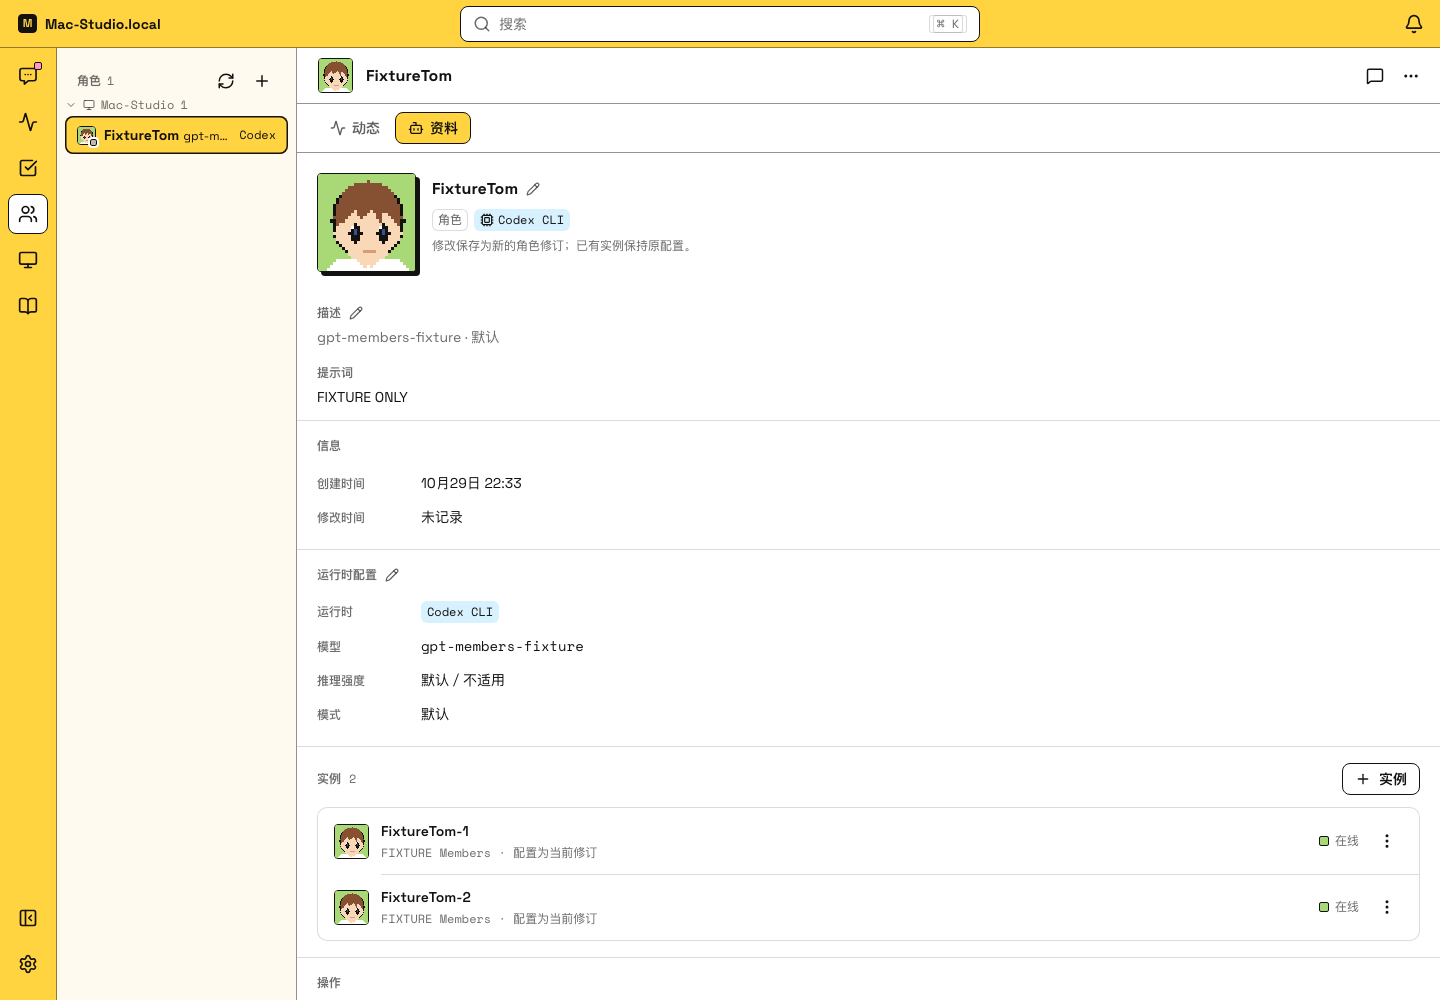 M Mac-Studio.local
搜索
⌘ K
角色 1
Mac-Studio 1
FixtureTom gpt-m... Codex
FixtureTom
动态
资料
FixtureTom
角色
Codex CLI
修改保存为新的角色修订；已有实例保持原配置。
描述
gpt-members-fixture · 默认
提示词
FIXTURE ONLY
信息
创建时间 10月29日 22:33
修改时间 未记录
运行时配置
运行时 Codex CLI
模型 gpt-members-fixture
推理强度 默认 / 不适用
模式 默认
实例 2
+ 实例
FixtureTom-1
FIXTURE Members · 配置为当前修订
在线
FixtureTom-2
FIXTURE Members · 配置为当前修订
在线
操作